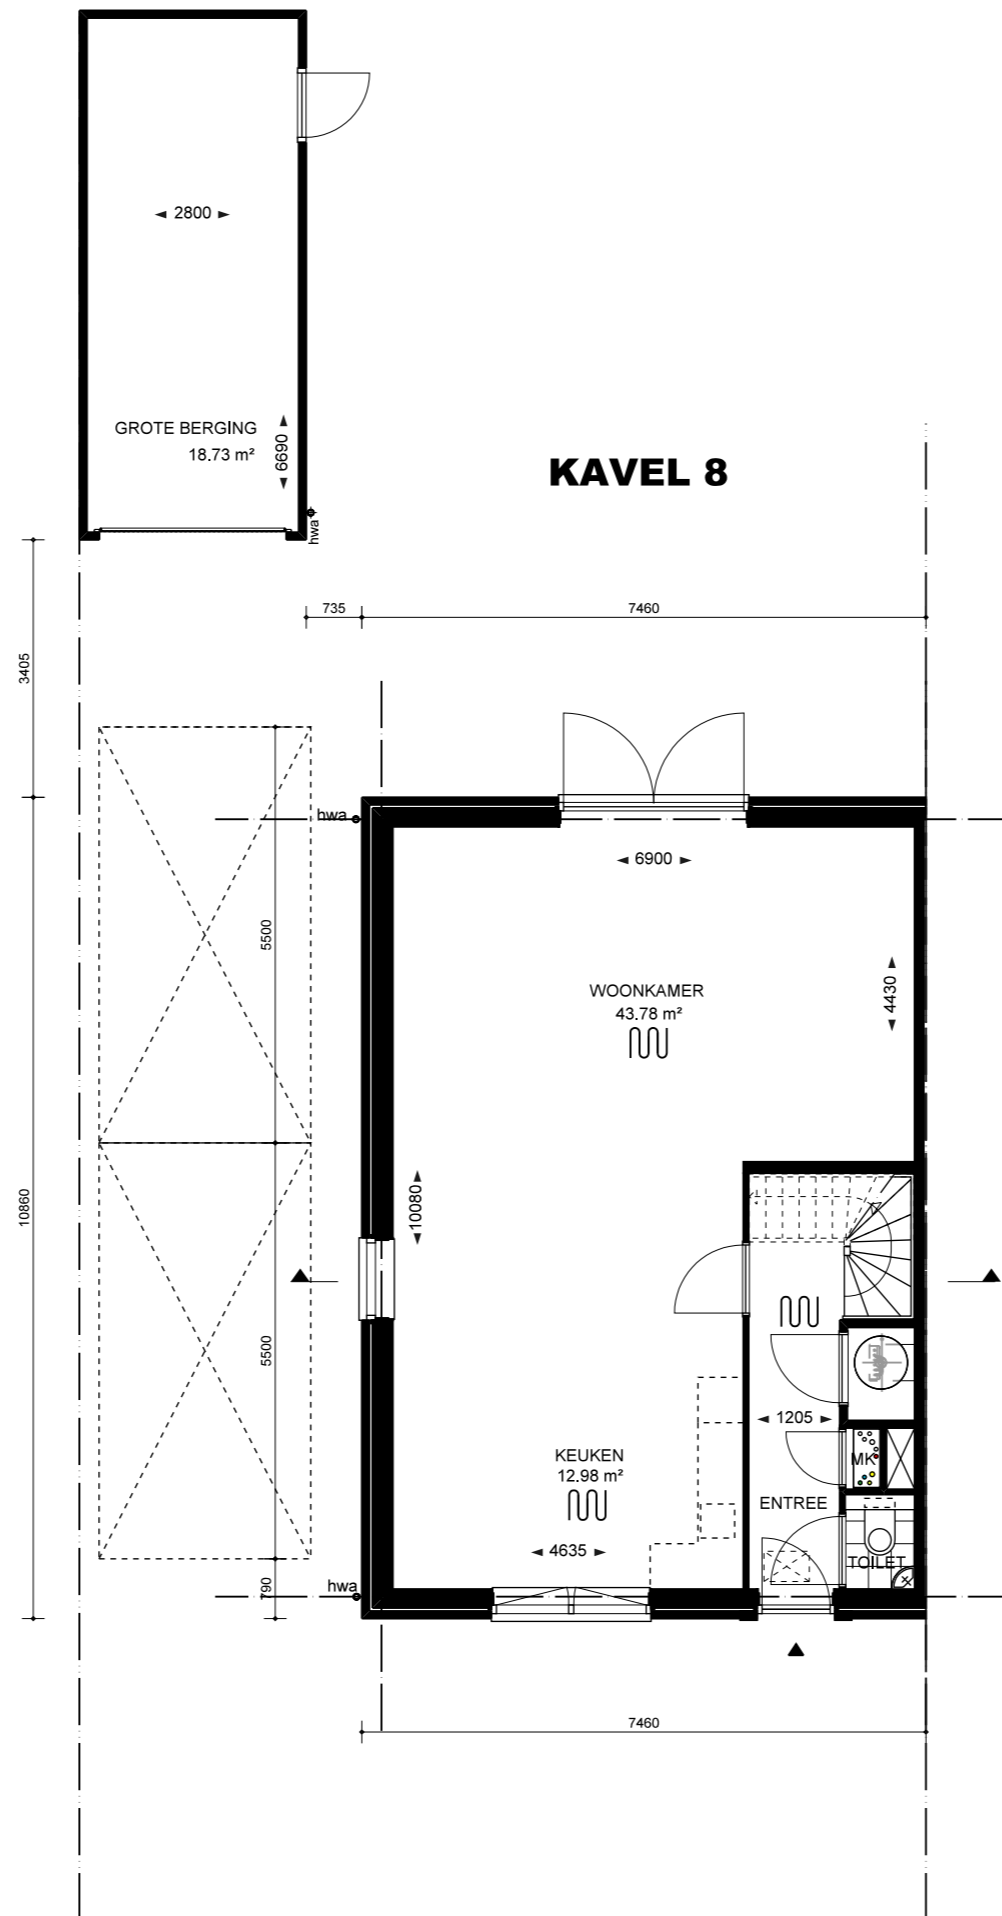 2800
GROTE BERGING
18.73 m²
6690
hwa
KAVEL 8
735
7460
3405
hwa
6900
5500
WOONKAMER
43.78 m²
4430
10860
10080
5500
1205
KEUKEN
12.98 m²
MK
ENTREE
4635
TOILET
hwa
790
7460